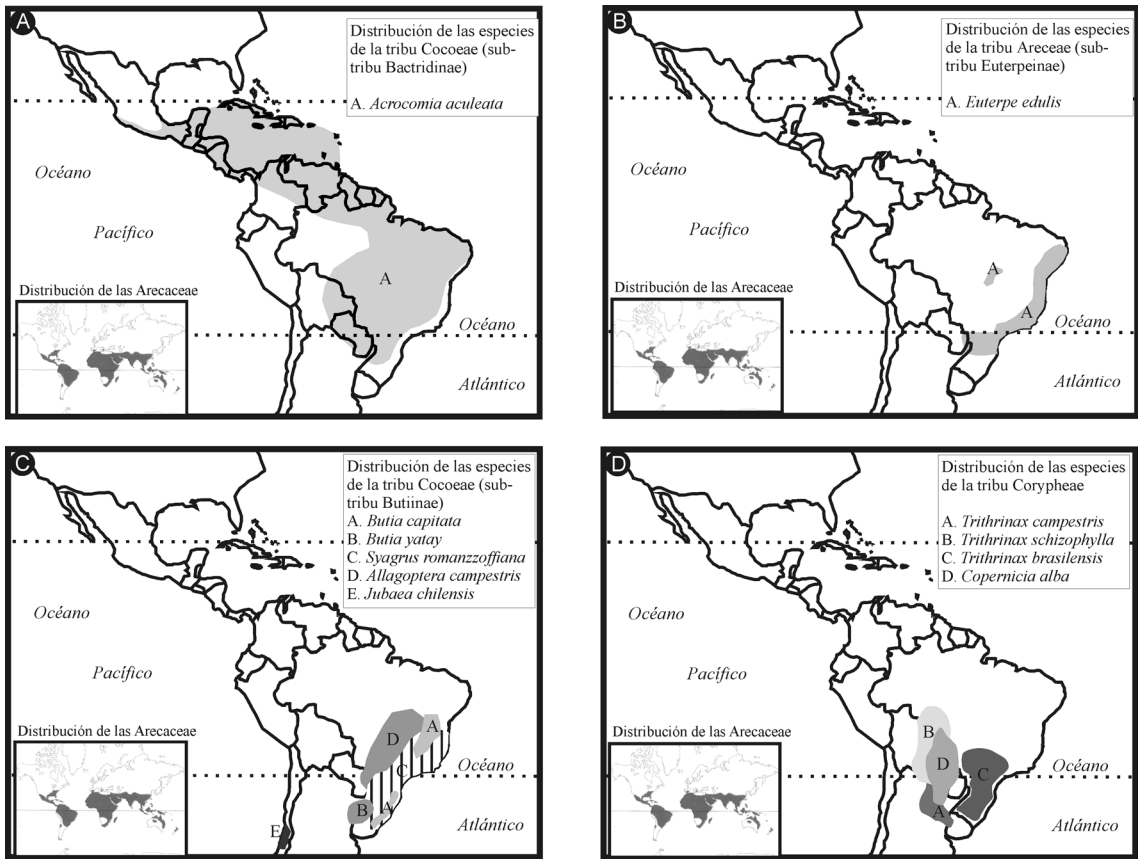 A
Distribución de las especies
de la tribu Cocoeae (sub-
tribu Bactridinae)
A. Acrocomia aculeata
Océano
Pacífico
A
Distribución de las Arecaceae
Océano
Atlántico
B
Distribución de las especies
de la tribu Areceae (sub-
tribu Euterpeinae)
A. Euterpe edulis
Océano
Pacífico
A
A
Distribución de las Arecaceae
Océano
Atlántico
C
Distribución de las especies
de la tribu Cocoeae (sub-
tribu Butiinae)
A. Butia capitata
B. Butia yatay
C. Syagrus romanzzoffiana
D. Allagoptera campestris
E. Jubaea chilensis
Océano
Pacífico
A
D
C
B
A
E
Distribución de las Arecaceae
Océano
Atlántico
D
Distribución de las especies
de la tribu Corypheae
A. Trithrinax campestris
B. Trithrinax schizophylla
C. Trithrinax brasilensis
D. Copernicia alba
Océano
Pacífico
B
D
C
A
Distribución de las Arecaceae
Océano
Atlántico